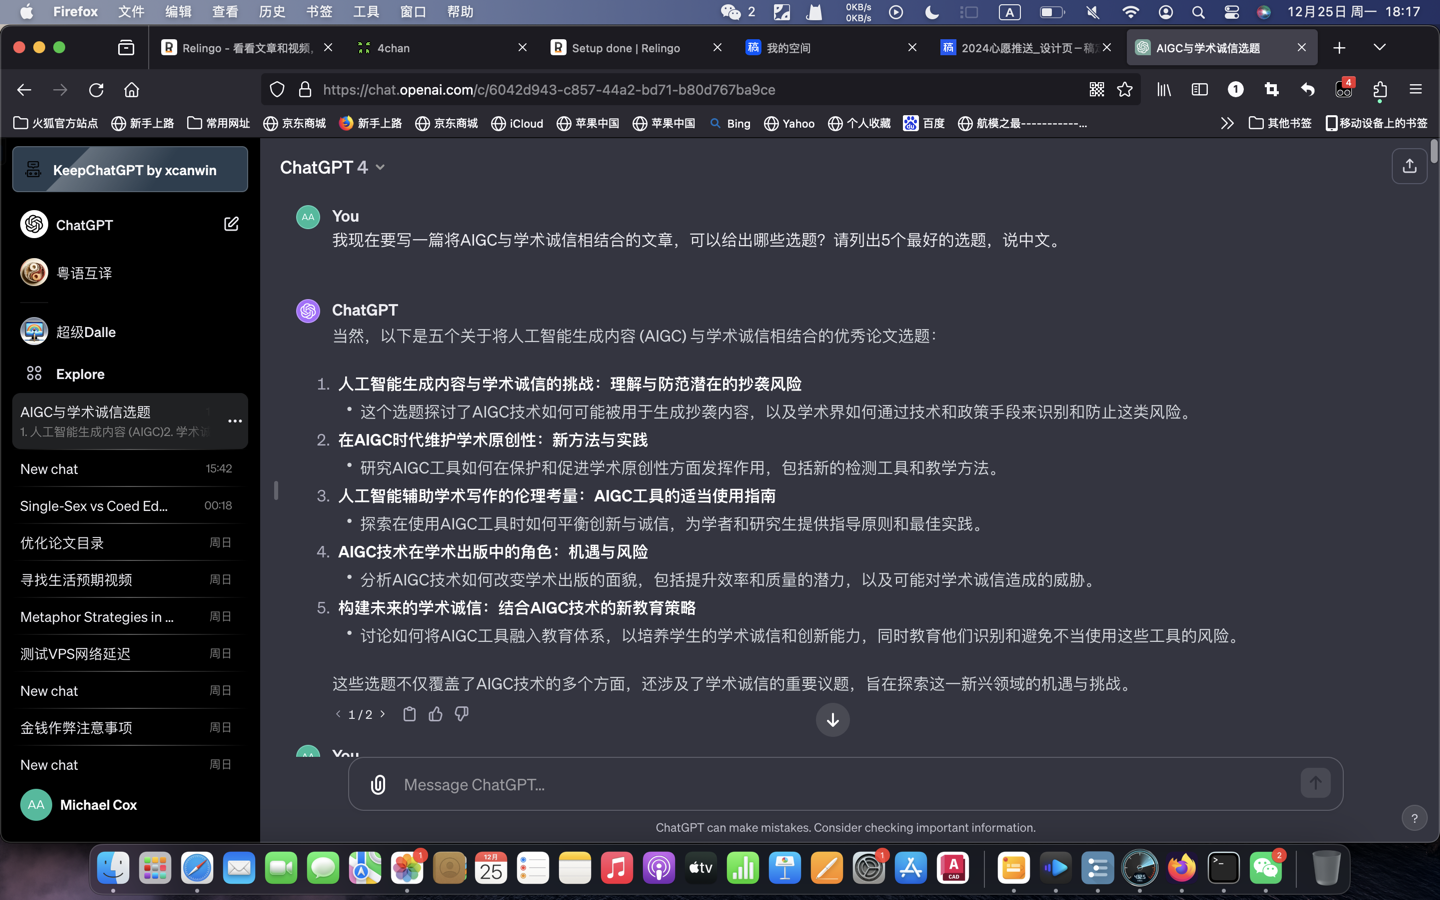 Firefox 文件 编辑 查看 历史 书签 工具 窗口 帮助 2 0KB/s 0KB/s A 12月25日 周一 18:17
Relingo - 看看文章和视频, 4chan Setup done | Relingo 我的空间 2024心愿推送_设计页-稿 AIGC与学术诚信选题
https://chat.openai.com/c/6042d943-c857-44a2-bd71-b80d767ba9ce 1 4
火狐官方站点 新手上路 常用网址 京东商城 新手上路 京东商城 iCloud 苹果中国 苹果中国 Bing Yahoo 个人收藏 百度 航模之最-----------... 其他书签 移动设备上的书签
KeepChatGPT by xcanwin
ChatGPT
粤语互译
超级Dalle
Explore
AIGC与学术诚信选题
1. 人工智能生成内容 (AIGC)2. 学术诚
New chat 15:42
Single-Sex vs Coed Ed... 00:18
优化论文目录 周日
寻找生活预期视频 周日
Metaphor Strategies in ... 周日
测试VPS网络延迟 周日
New chat 周日
金钱作弊注意事项 周日
New chat 周日
AA Michael Cox
ChatGPT 4
AA You
我现在要写一篇将AIGC与学术诚信相结合的文章，可以给出哪些选题？请列出5个最好的选题，说中文。
ChatGPT
当然，以下是五个关于将人工智能生成内容 (AIGC) 与学术诚信相结合的优秀论文选题：
1. 人工智能生成内容与学术诚信的挑战：理解与防范潜在的抄袭风险
• 这个选题探讨了AIGC技术如何可能被用于生成抄袭内容，以及学术界如何通过技术和政策手段来识别和防止这类风险。
2. 在AIGC时代维护学术原创性：新方法与实践
• 研究AIGC工具如何在保护和促进学术原创性方面发挥作用，包括新的检测工具和教学方法。
3. 人工智能辅助学术写作的伦理考量：AIGC工具的适当使用指南
• 探索在使用AIGC工具时如何平衡创新与诚信，为学者和研究生提供指导原则和最佳实践。
4. AIGC技术在学术出版中的角色：机遇与风险
• 分析AIGC技术如何改变学术出版的面貌，包括提升效率和质量的潜力，以及可能对学术诚信造成的威胁。
5. 构建未来的学术诚信：结合AIGC技术的新教育策略
• 讨论如何将AIGC工具融入教育体系，以培养学生的学术诚信和创新能力，同时教育他们识别和避免不当使用这些工具的风险。
这些选题不仅覆盖了AIGC技术的多个方面，还涉及了学术诚信的重要议题，旨在探索这一新兴领域的机遇与挑战。
1 / 2
AA You
Message ChatGPT...
ChatGPT can make mistakes. Consider checking important information.
?
1 12月 25 tv 1 A CAD 2